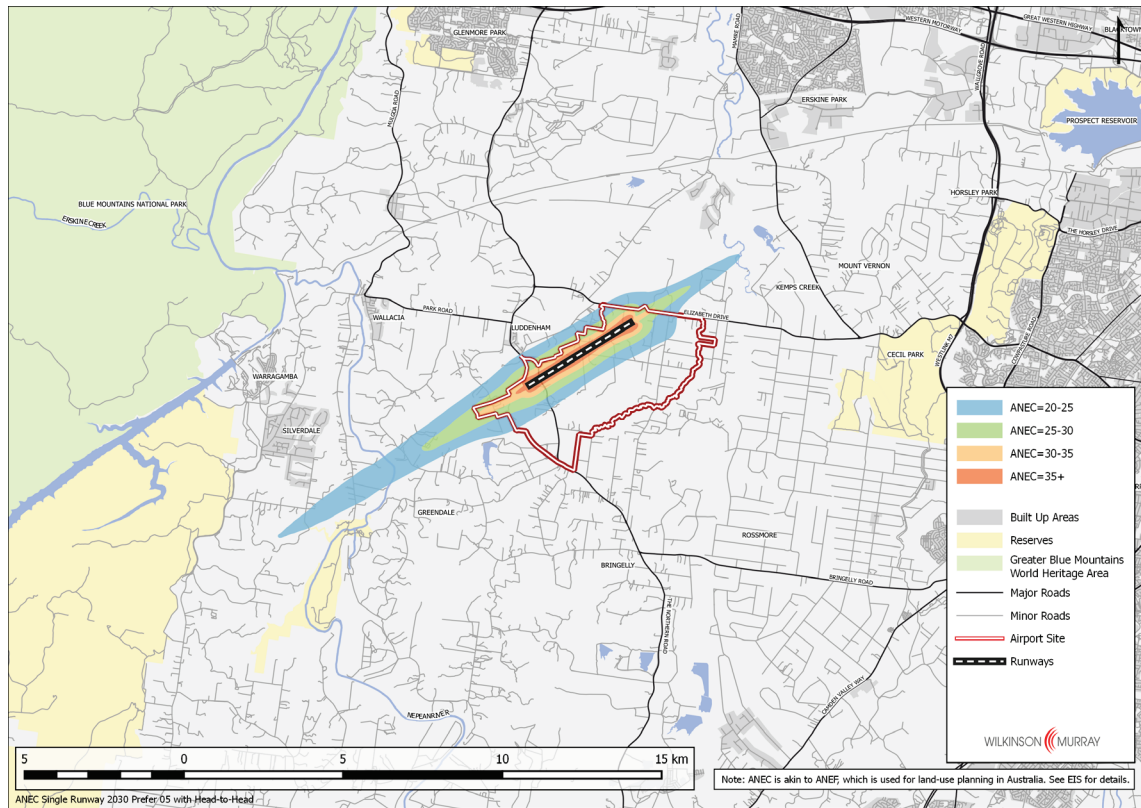 GLENMORE PARK
MAMRE ROAD
WESTERN MOTORWAY
GREAT WESTERN HIGHWAY
BLACKTOWN
WALLGROVE ROAD
MULGOA ROAD
ERSKINE PARK
PROSPECT RESERVOIR
BLUE MOUNTAINS NATIONAL PARK
ERSKINE CREEK
HORSLEY PARK
THE HORSLEY DRIVE
MOUNT VERNON
KEMPS CREEK
PARK ROAD
WALLACIA
LUDDENHAM
ELIZABETH DRIVE
COWPASTURE ROAD
WESTLINK M7
CECIL PARK
WARRAGAMBA
SILVERDALE
GREENDALE
ROSSMORE
BRINGELLY
BRINGELLY ROAD
THE NORTHERN ROAD
CAMDEN VALLEY WAY
NEPEAN RIVER
ANEC=20-25
ANEC=25-30
ANEC=30-35
ANEC=35+
Built Up Areas
Reserves
Greater Blue Mountains
World Heritage Area
Major Roads
Minor Roads
Airport Site
Runways
WILKINSON MURRAY
5 0 5 10 15 km
ANEC Single Runway 2030 Prefer 05 with Head-to-Head
Note: ANEC is akin to ANEF, which is used for land-use planning in Australia. See EIS for details.